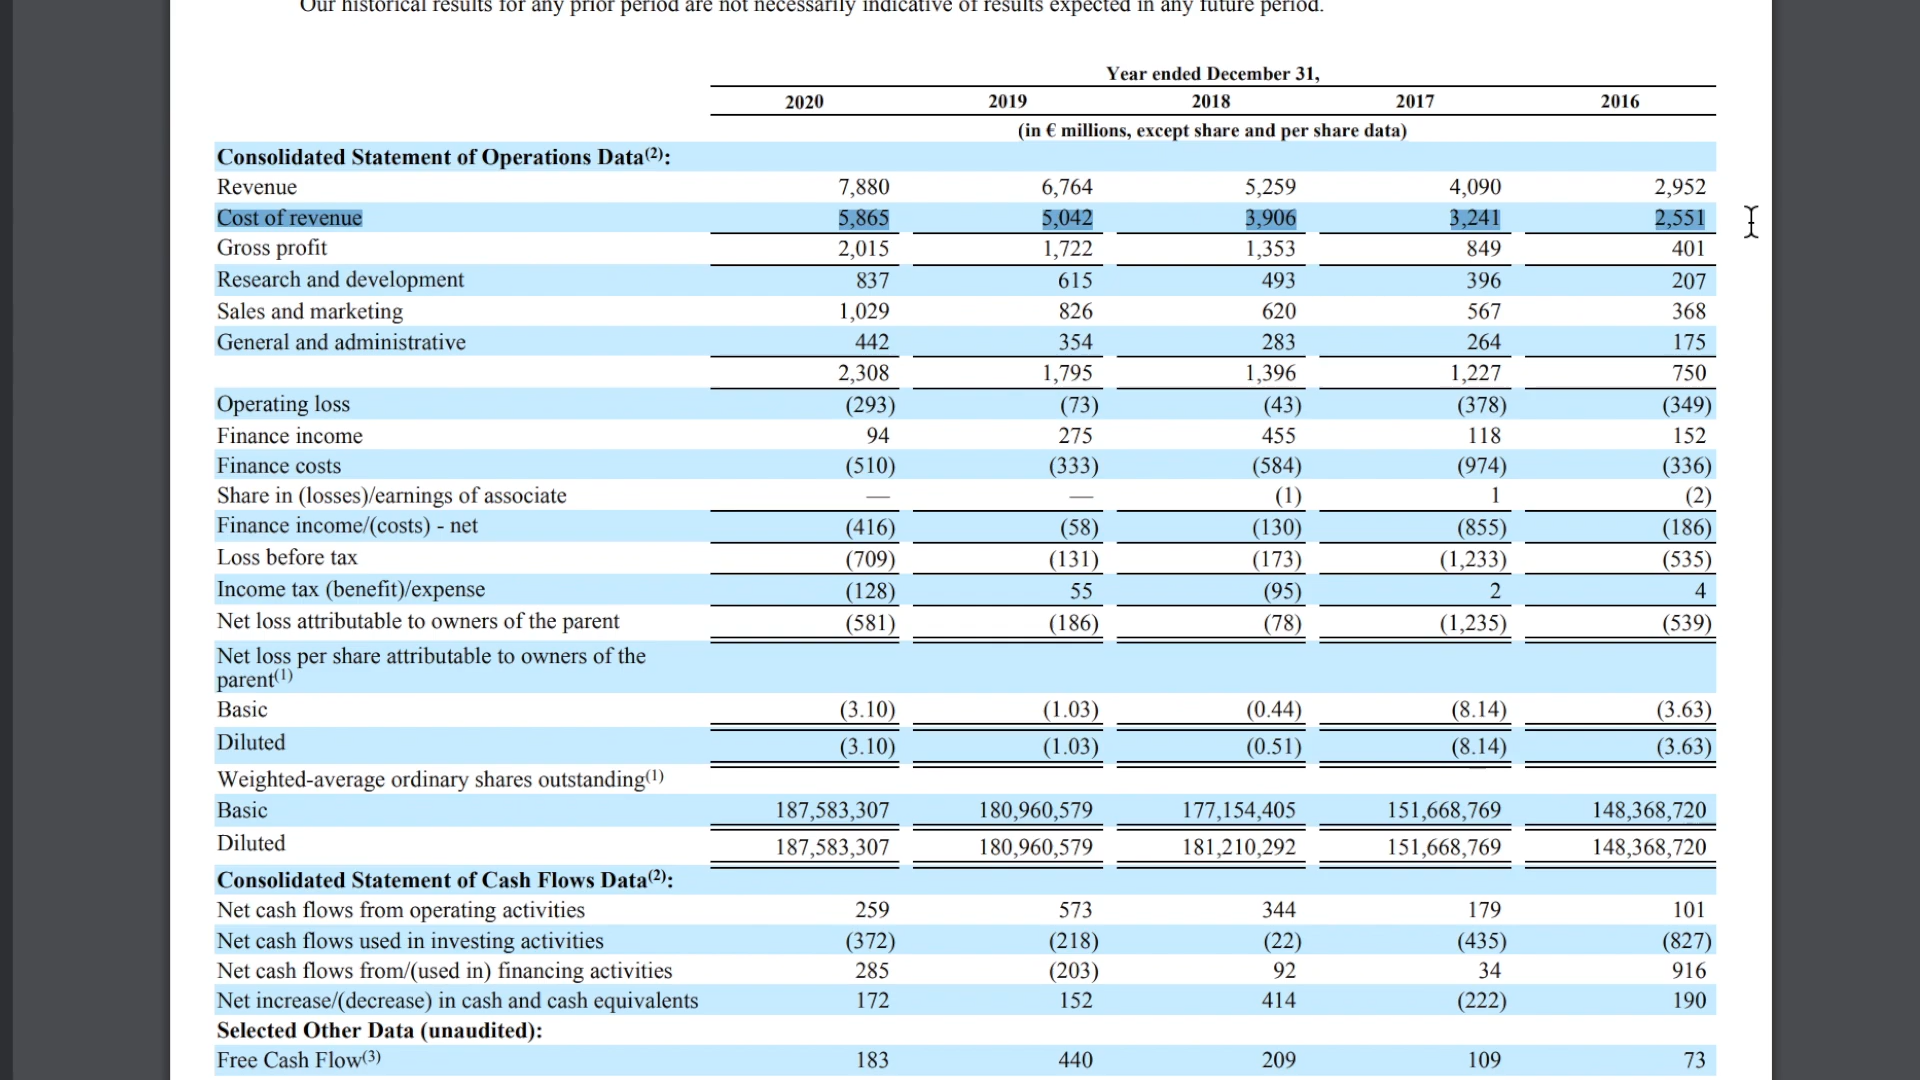 Our historical results for any prior period are not necessarily indicative of results expected in any future period.
Year ended December 31,
2020 2019 2018 2017 2016
(in € millions, except share and per share data)
Consolidated Statement of Operations Data(2):
Revenue 7,880 6,764 5,259 4,090 2,952
Cost of revenue 5,865 5,042 3,906 3,241 2,551
Gross profit 2,015 1,722 1,353 849 401
Research and development 837 615 493 396 207
Sales and marketing 1,029 826 620 567 368
General and administrative 442 354 283 264 175
2,308 1,795 1,396 1,227 750
Operating loss (293) (73) (43) (378) (349)
Finance income 94 275 455 118 152
Finance costs (510) (333) (584) (974) (336)
Share in (losses)/earnings of associate — — (1) 1 (2)
Finance income/(costs) - net (416) (58) (130) (855) (186)
Loss before tax (709) (131) (173) (1,233) (535)
Income tax (benefit)/expense (128) 55 (95) 2 4
Net loss attributable to owners of the parent (581) (186) (78) (1,235) (539)
Net loss per share attributable to owners of the
parent(1)
Basic (3.10) (1.03) (0.44) (8.14) (3.63)
Diluted (3.10) (1.03) (0.51) (8.14) (3.63)
Weighted-average ordinary shares outstanding(1)
Basic 187,583,307 180,960,579 177,154,405 151,668,769 148,368,720
Diluted 187,583,307 180,960,579 181,210,292 151,668,769 148,368,720
Consolidated Statement of Cash Flows Data(2):
Net cash flows from operating activities 259 573 344 179 101
Net cash flows used in investing activities (372) (218) (22) (435) (827)
Net cash flows from/(used in) financing activities 285 (203) 92 34 916
Net increase/(decrease) in cash and cash equivalents 172 152 414 (222) 190
Selected Other Data (unaudited):
Free Cash Flow(3) 183 440 209 109 73